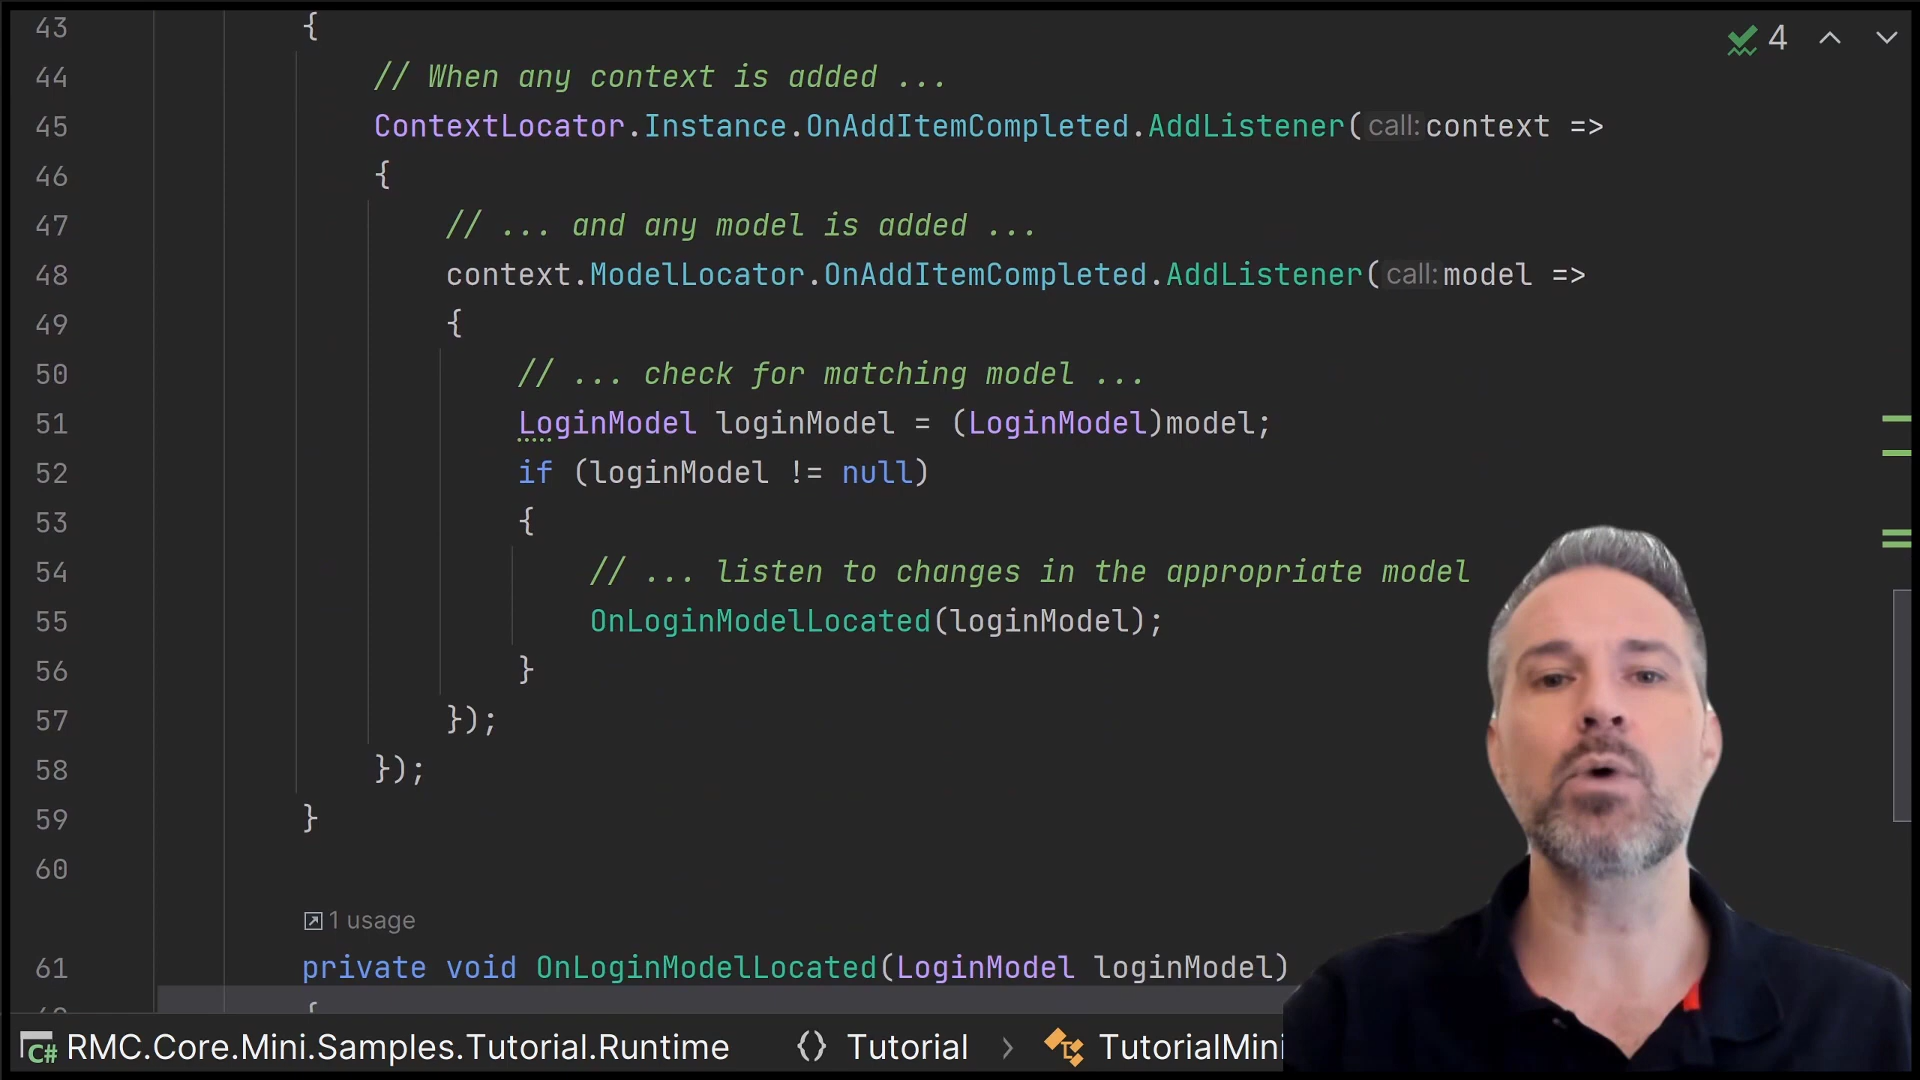 43 {
4
44 // When any context is added ...
45 ContextLocator.Instance.OnAddItemCompleted.AddListener(call:context =>
46 {
47 // ... and any model is added ...
48 context.ModelLocator.OnAddItemCompleted.AddListener(call:model =>
49 {
50 // ... check for matching model ...
51 LoginModel loginModel = (LoginModel)model;
52 if (loginModel != null)
53 {
54 // ... listen to changes in the appropriate model
55 OnLoginModelLocated(loginModel);
56 }
57 });
58 });
59 }
60
1 usage
61 private void OnLoginModelLocated(LoginModel loginModel)
{
C# RMC.Core.Mini.Samples.Tutorial.Runtime {} Tutorial > TutorialMini